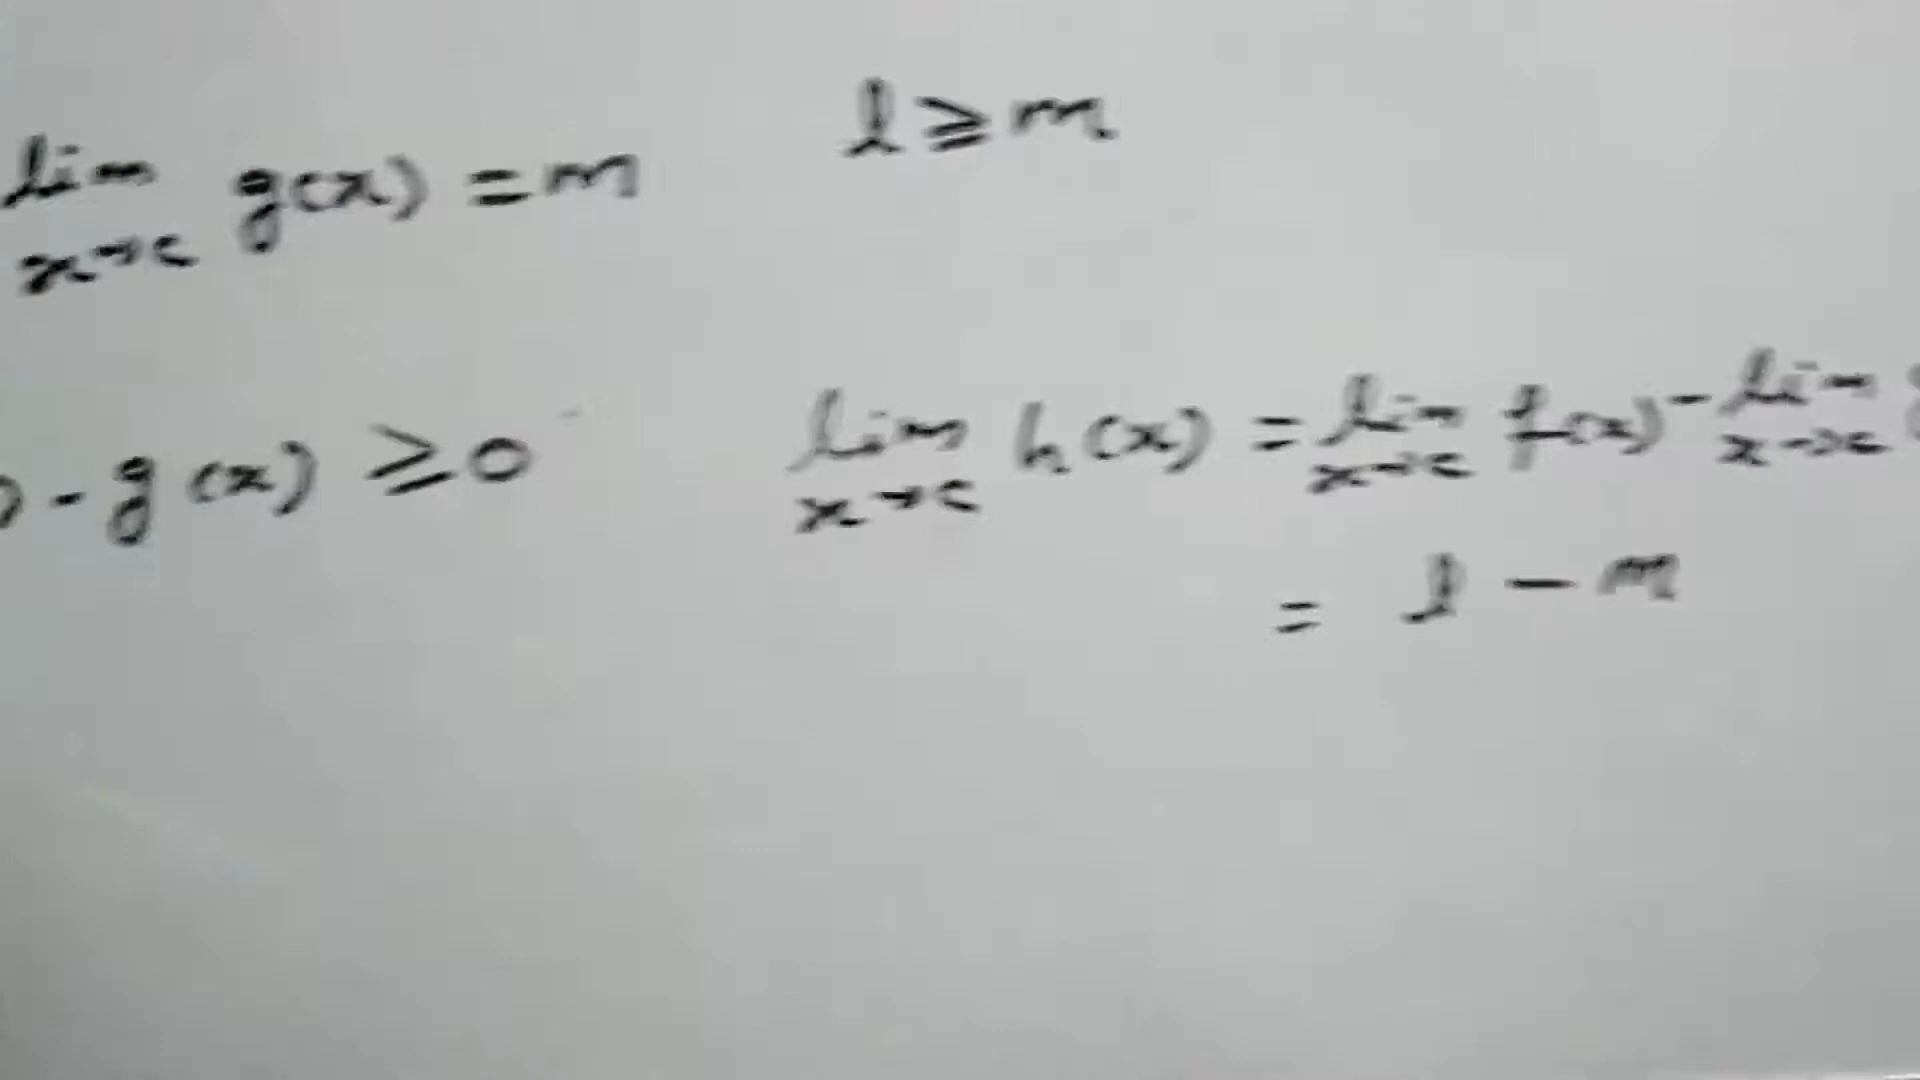 lim x→c g(x) = m   l ≥ m
) - g(x) ≥ 0   lim x→c h(x) = lim x→c f(x) - lim x→c
= l - m